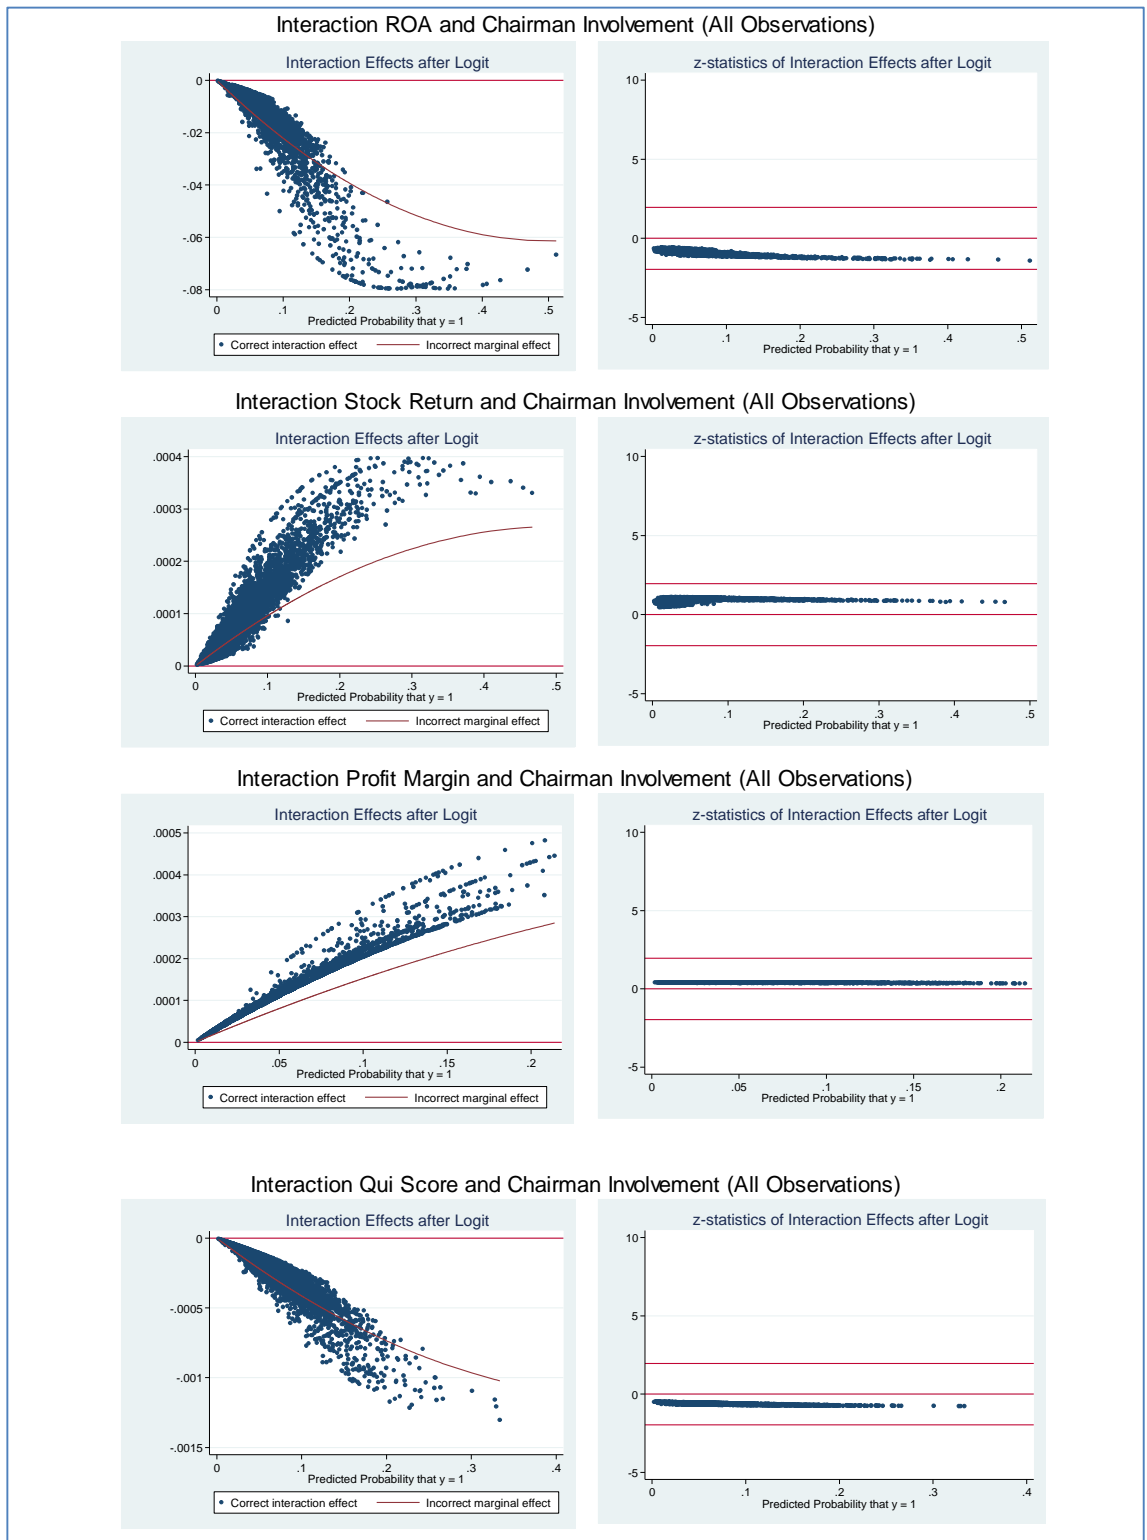 Interaction ROA and Chairman Involvement (All Observations)
Interaction Effects after Logit
0
-.02
-.04
-.06
-.08
0 .1 .2 .3 .4 .5
Predicted Probability that y = 1
Correct interaction effect Incorrect marginal effect
z-statistics of Interaction Effects after Logit
10
5
0
-5
0 .1 .2 .3 .4 .5
Predicted Probability that y = 1
Interaction Stock Return and Chairman Involvement (All Observations)
Interaction Effects after Logit
.0004
.0003
.0002
.0001
0
0 .1 .2 .3 .4 .5
Predicted Probability that y = 1
Correct interaction effect Incorrect marginal effect
z-statistics of Interaction Effects after Logit
10
5
0
-5
0 .1 .2 .3 .4 .5
Predicted Probability that y = 1
Interaction Profit Margin and Chairman Involvement (All Observations)
Interaction Effects after Logit
.0005
.0004
.0003
.0002
.0001
0
0 .05 .1 .15 .2
Predicted Probability that y = 1
Correct interaction effect Incorrect marginal effect
z-statistics of Interaction Effects after Logit
10
5
0
-5
0 .05 .1 .15 .2
Predicted Probability that y = 1
Interaction Qui Score and Chairman Involvement (All Observations)
Interaction Effects after Logit
0
-.0005
-.001
-.0015
0 .1 .2 .3 .4
Predicted Probability that y = 1
Correct interaction effect Incorrect marginal effect
z-statistics of Interaction Effects after Logit
10
5
0
-5
0 .1 .2 .3 .4
Predicted Probability that y = 1